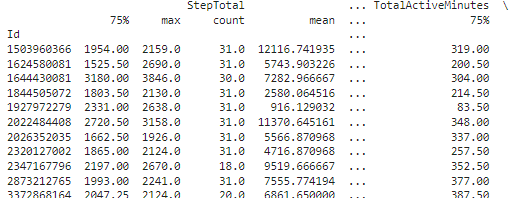 StepTotal ... TotalActiveMinutes \
75% max count mean ... 75%
Id ...
1503960366 1954.00 2159.0 31.0 12116.741935 ... 319.00
1624580081 1525.50 2690.0 31.0 5743.903226 ... 200.50
1644430081 3180.00 3846.0 30.0 7282.966667 ... 304.00
1844505072 1803.50 2130.0 31.0 2580.064516 ... 214.50
1927972279 2331.00 2638.0 31.0 916.129032 ... 83.50
2022484408 2720.50 3158.0 31.0 11370.645161 ... 348.00
2026352035 1662.50 1926.0 31.0 5566.870968 ... 337.00
2320127002 1865.00 2124.0 31.0 4716.870968 ... 257.50
2347167796 2197.00 2670.0 18.0 9519.666667 ... 352.50
2873212765 1993.00 2241.0 31.0 7555.774194 ... 377.00
3372868164 2047.25 2124.0 20.0 6861.650000 ... 387.50